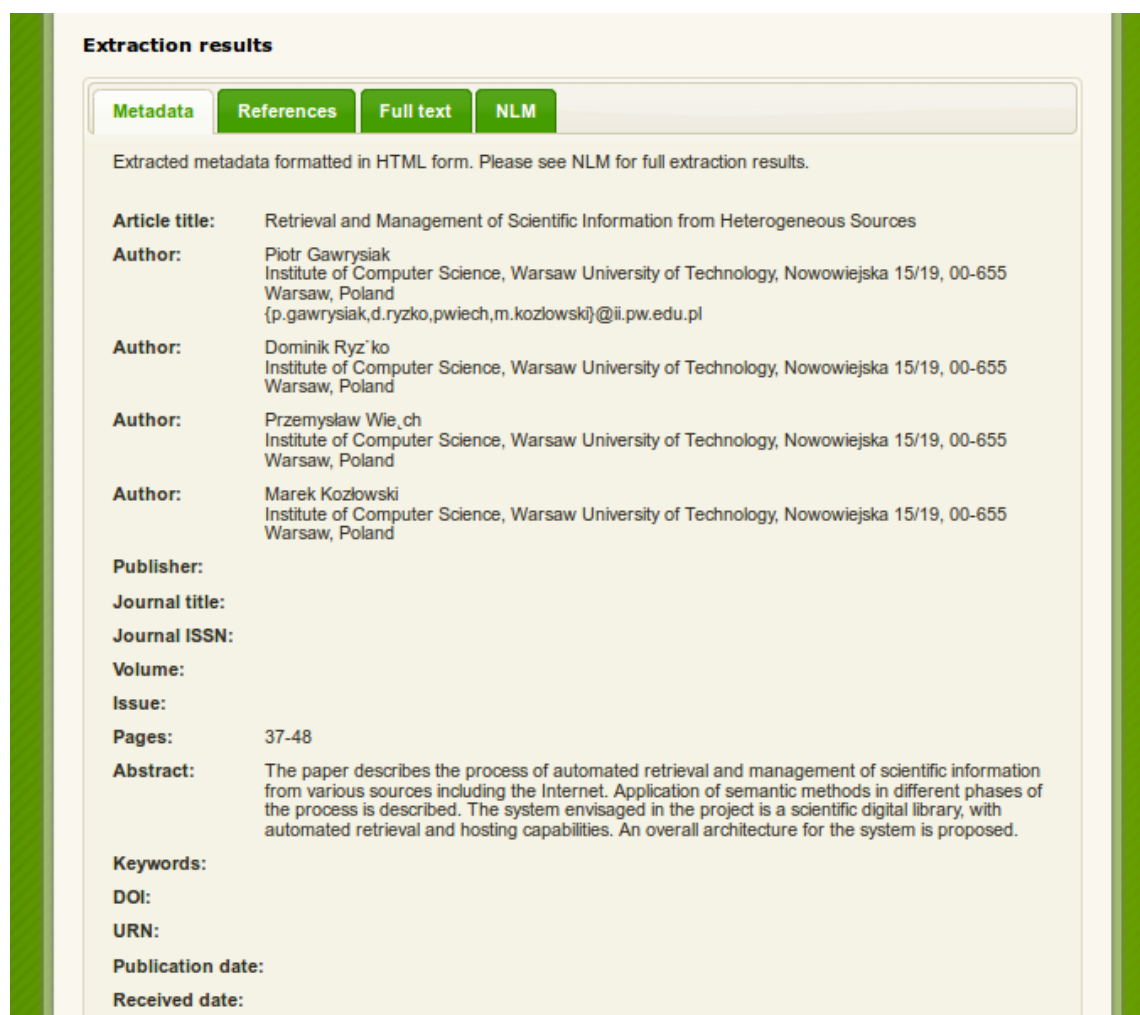 Extraction results
Metadata
References
Full text
NLM
Extracted metadata formatted in HTML form. Please see NLM for full extraction results.
Article title: Retrieval and Management of Scientific Information from Heterogeneous Sources
Author: Piotr Gawrysiak
Institute of Computer Science, Warsaw University of Technology, Nowowiejska 15/19, 00-655
Warsaw, Poland
{p.gawrysiak,d.ryzko,pwiech,m.kozlowski}@ii.pw.edu.pl
Author: Dominik Ryz˙ko
Institute of Computer Science, Warsaw University of Technology, Nowowiejska 15/19, 00-655
Warsaw, Poland
Author: Przemysław Wie˛ch
Institute of Computer Science, Warsaw University of Technology, Nowowiejska 15/19, 00-655
Warsaw, Poland
Author: Marek Kozłowski
Institute of Computer Science, Warsaw University of Technology, Nowowiejska 15/19, 00-655
Warsaw, Poland
Publisher:
Journal title:
Journal ISSN:
Volume:
Issue:
Pages: 37-48
Abstract: The paper describes the process of automated retrieval and management of scientific information
from various sources including the Internet. Application of semantic methods in different phases of
the process is described. The system envisaged in the project is a scientific digital library, with
automated retrieval and hosting capabilities. An overall architecture for the system is proposed.
Keywords:
DOI:
URN:
Publication date:
Received date: